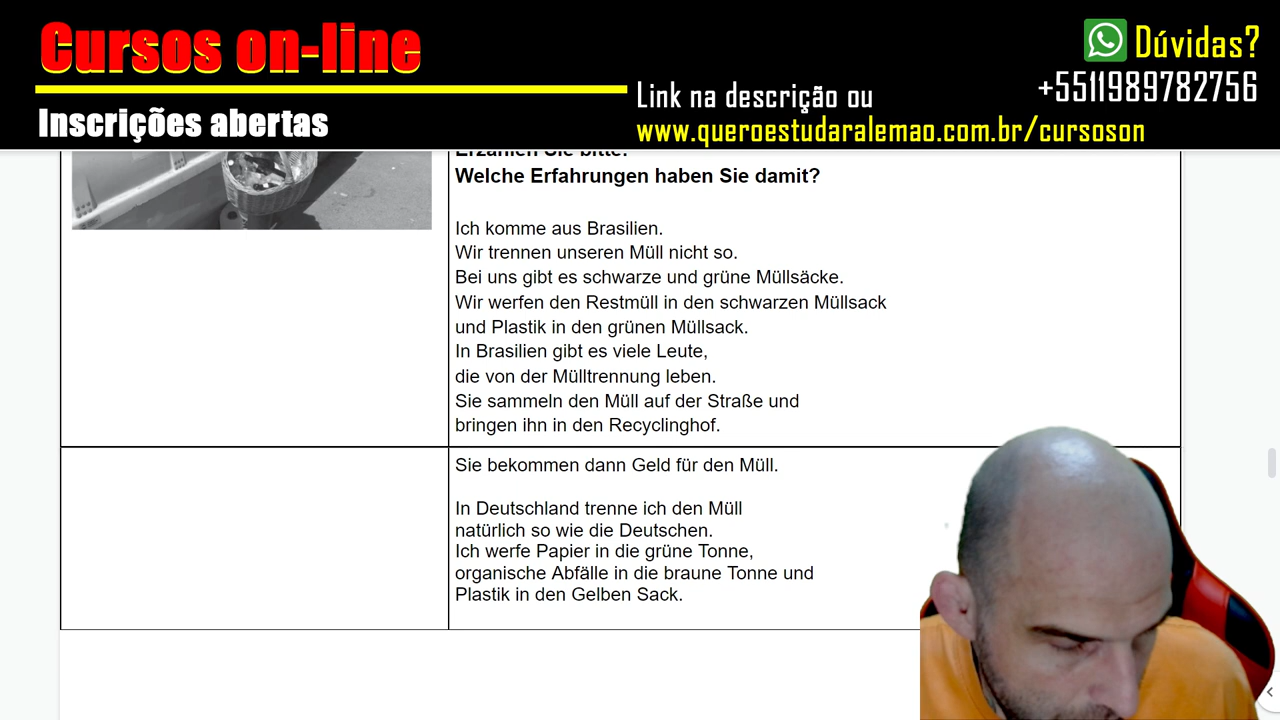 Cursos on-line
Inscrições abertas
Link na descrição ou
www.queroestudaralemao.com.br/cursoson
Dúvidas?
+5511989782756
Erzählen Sie bitte!
Welche Erfahrungen haben Sie damit?
Ich komme aus Brasilien.
Wir trennen unseren Müll nicht so.
Bei uns gibt es schwarze und grüne Müllsäcke.
Wir werfen den Restmüll in den schwarzen Müllsack
und Plastik in den grünen Müllsack.
In Brasilien gibt es viele Leute,
die von der Mülltrennung leben.
Sie sammeln den Müll auf der Straße und
bringen ihn in den Recyclinghof.
Sie bekommen dann Geld für den Müll.
In Deutschland trenne ich den Müll
natürlich so wie die Deutschen.
Ich werfe Papier in die grüne Tonne,
organische Abfälle in die braune Tonne und
Plastik in den Gelben Sack.